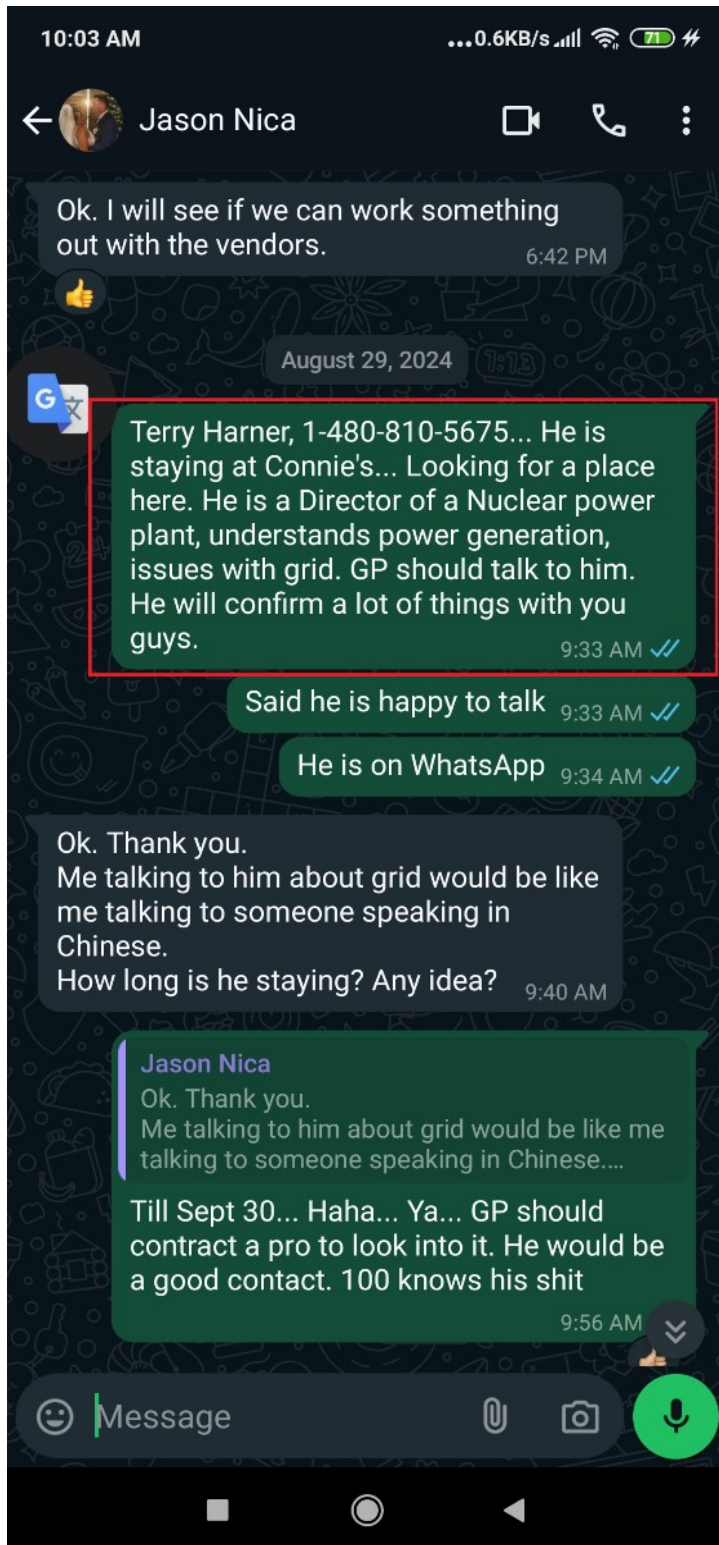 10:03 AM
...0.6KB/s 71
Jason Nica
Ok. I will see if we can work something
out with the vendors.
6:42 PM
August 29, 2024
G 文
Terry Harner, 1-480-810-5675... He is
staying at Connie's... Looking for a place
here. He is a Director of a Nuclear power
plant, understands power generation,
issues with grid. GP should talk to him.
He will confirm a lot of things with you
guys.
9:33 AM
Said he is happy to talk 9:33 AM
He is on WhatsApp 9:34 AM
Ok. Thank you.
Me talking to him about grid would be like
me talking to someone speaking in
Chinese.
How long is he staying? Any idea? 9:40 AM
Jason Nica
Ok. Thank you.
Me talking to him about grid would be like me
talking to someone speaking in Chinese....
Till Sept 30... Haha... Ya... GP should
contract a pro to look into it. He would be
a good contact. 100 knows his shit
9:56 AM
Message